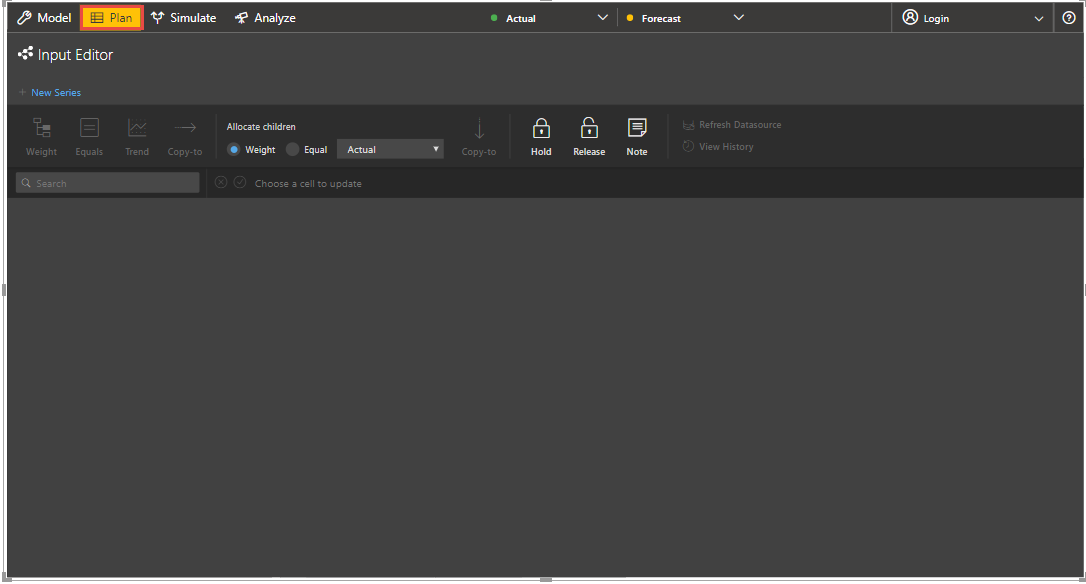 Model Plan Simulate Analyze Actual Forecast Login
Input Editor
+ New Series
Allocate children
Weight Equal Actual
Weight Equals Trend Copy-to Copy-to Hold Release Note
Refresh Datasource
View History
Search Choose a cell to update